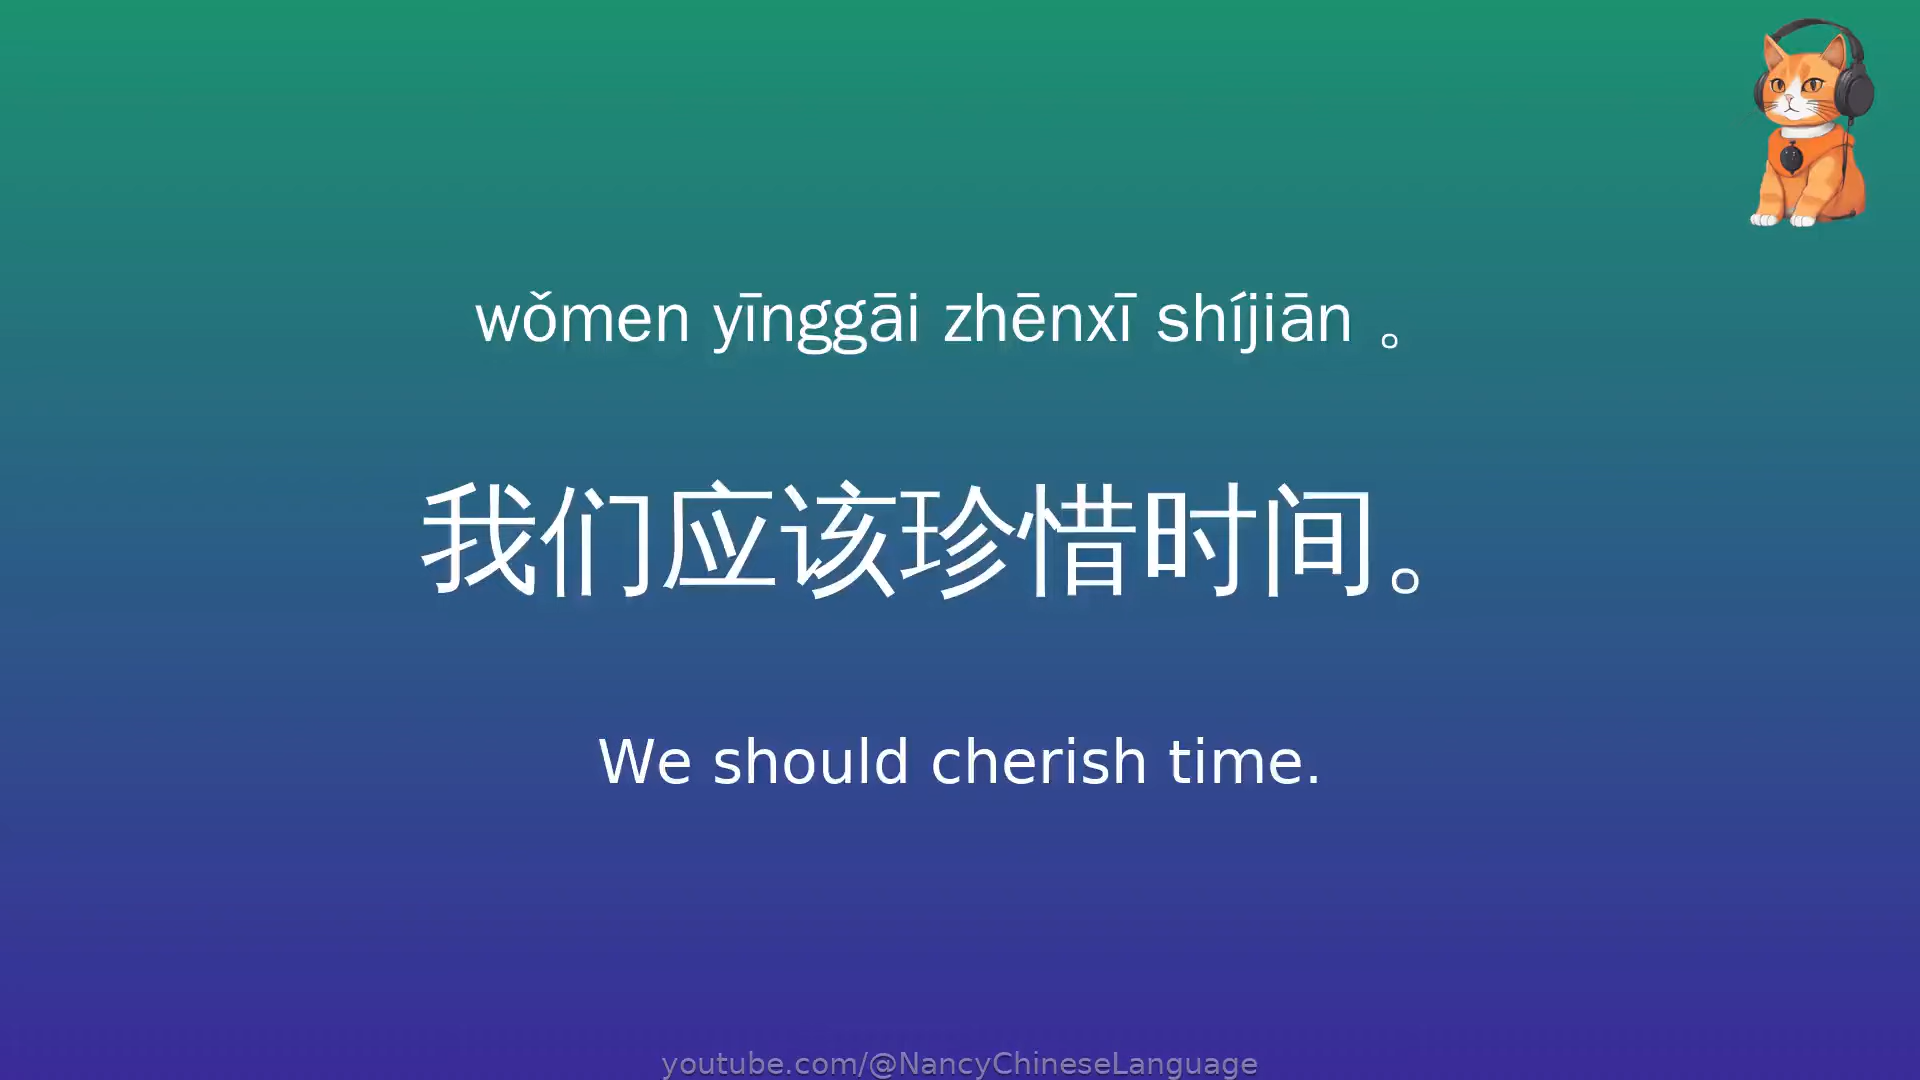 wǒmen yīnggāi zhēnxī shíjiān 。
我们应该珍惜时间。
We should cherish time.
youtube.com/@NancyChineseLanguage